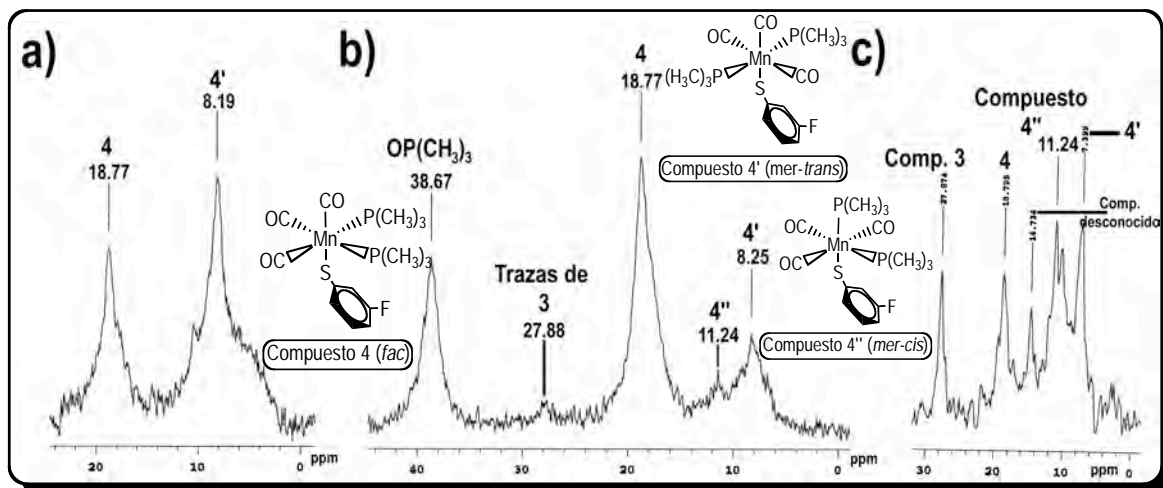 a)
4
18.77
4'
8.19
20
10
0
ppm
CO
OC
P(CH₃)₃
Mn
OC
P(CH₃)₃
S
F
Compuesto 4 (fac)
b)
OP(CH₃)₃
38.67
Trazas de
3
27.88
4
18.77
4''
11.24
4'
8.25
40
30
20
10
0
ppm
CO
OC
P(CH₃)₃
Mn
(H₃C)₃P
CO
S
F
Compuesto 4' (mer-trans)
P(CH₃)₃
OC
CO
Mn
OC
P(CH₃)₃
S
F
Compuesto 4'' (mer-cis)
c)
Compuesto
4''
11.24
4'
Comp. 3
4
Comp.
desconocido
30
20
10
ppm
0